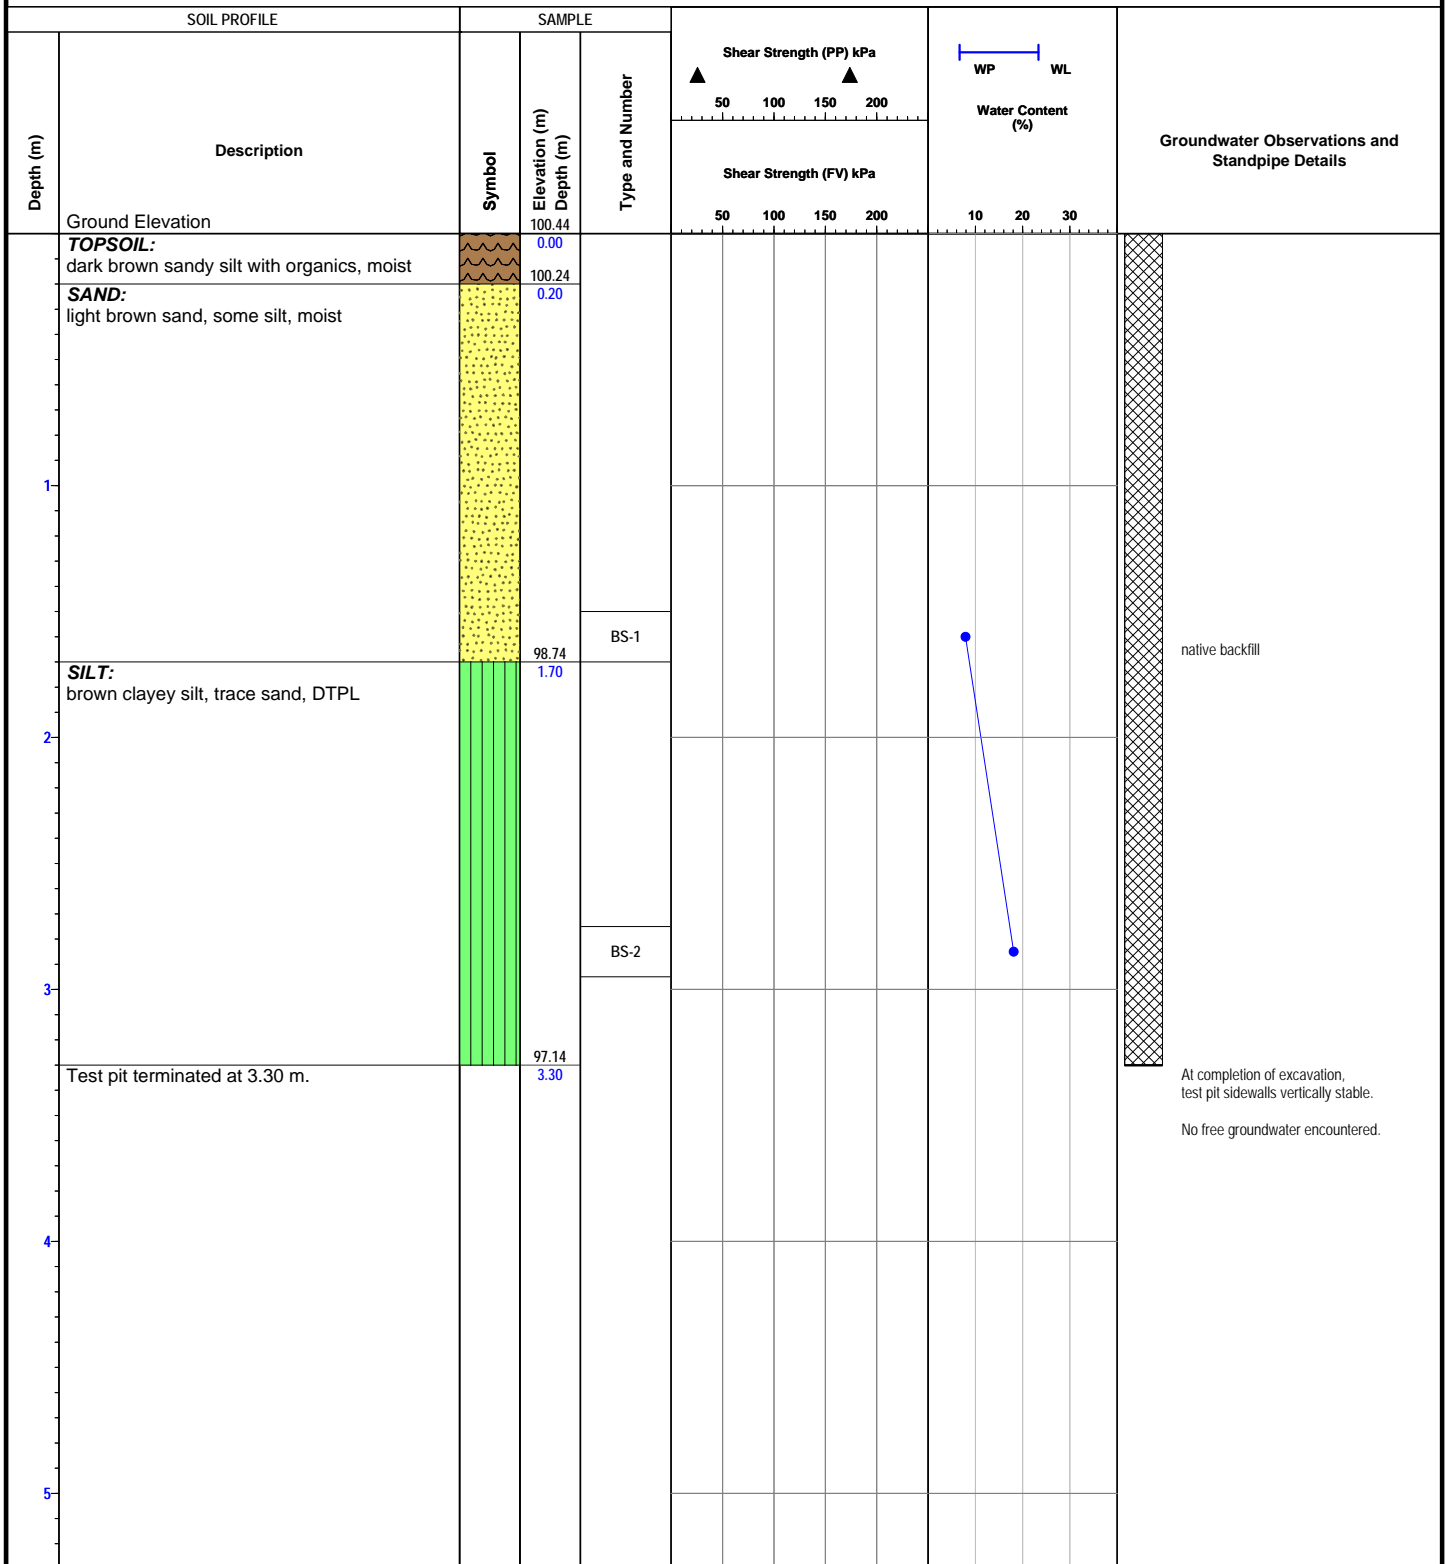 SOIL PROFILE
SAMPLE
Depth (m)
Description
Symbol
Elevation (m)
Depth (m)
Type and Number
Shear Strength (PP) kPa
50 100 150 200
Shear Strength (FV) kPa
50 100 150 200
WP WL
Water Content
(%)
10 20 30
Groundwater Observations and
Standpipe Details
Ground Elevation
100.44
TOPSOIL:
0.00
dark brown sandy silt with organics, moist
100.24
SAND:
0.20
light brown sand, some silt, moist
1
BS-1
98.74
native backfill
SILT:
1.70
brown clayey silt, trace sand, DTPL
2
BS-2
3
97.14
Test pit terminated at 3.30 m.
3.30
At completion of excavation,
test pit sidewalls vertically stable.
No free groundwater encountered.
4
5